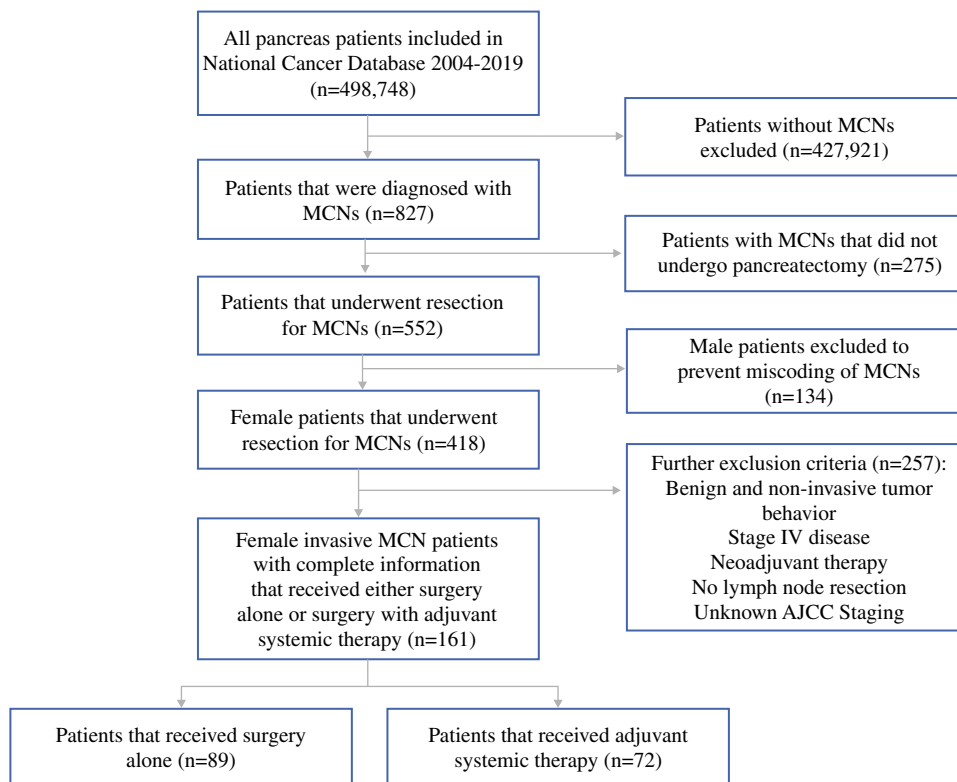 All pancreas patients included in
National Cancer Database 2004-2019
(n=498,748)
Patients without MCNs
excluded (n=427,921)
Patients that were diagnosed with
MCNs (n=827)
Patients with MCNs that did not
undergo pancreatectomy (n=275)
Patients that underwent resection
for MCNs (n=552)
Male patients excluded to
prevent miscoding of MCNs
(n=134)
Female patients that underwent
resection for MCNs (n=418)
Further exclusion criteria (n=257):
Benign and non-invasive tumor
behavior
Stage IV disease
Neoadjuvant therapy
No lymph node resection
Unknown AJCC Staging
Female invasive MCN patients
with complete information
that received either surgery
alone or surgery with adjuvant
systemic therapy (n=161)
Patients that received surgery
alone (n=89)
Patients that received adjuvant
systemic therapy (n=72)